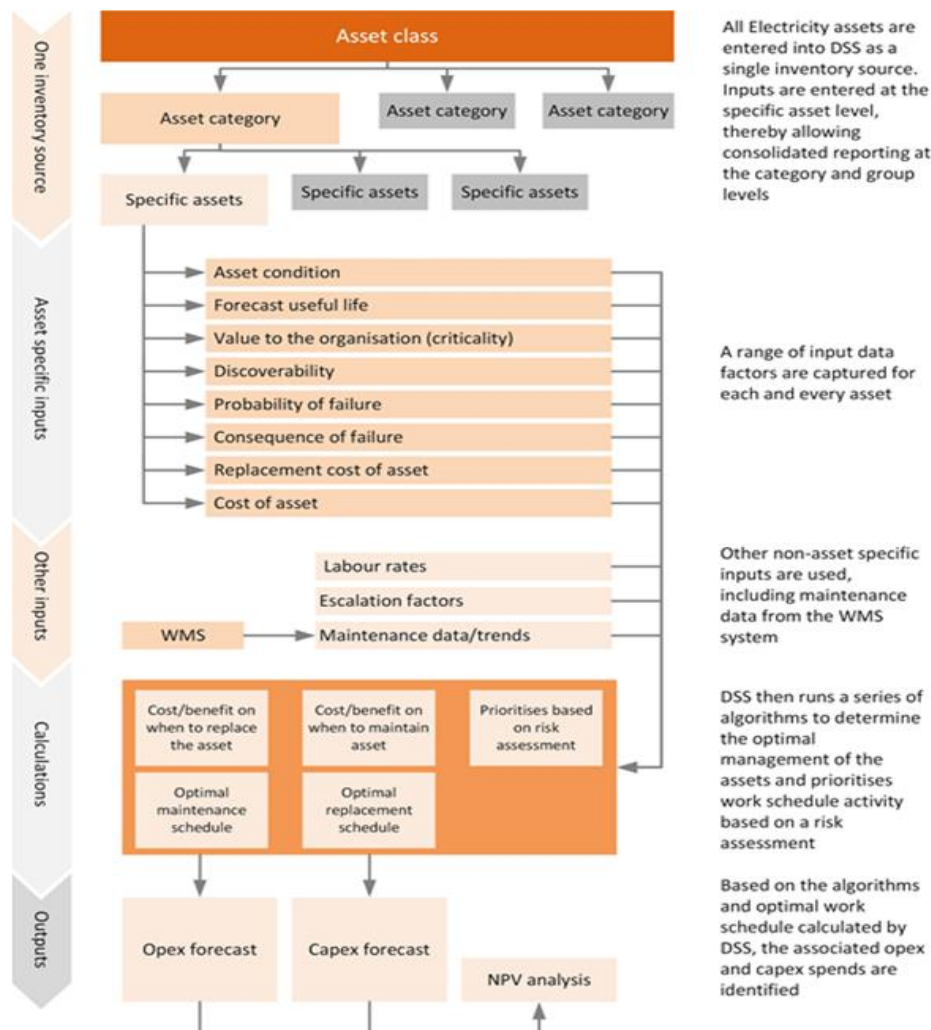 Asset class
All Electricity assets are
entered into DSS as a
single inventory source.
Inputs are entered at the
specific asset level,
thereby allowing
consolidated reporting at
the category and group
levels
One inventory source
Asset category
Asset category
Asset category
Specific assets
Specific assets
Specific assets
Asset specific inputs
Asset condition
Forecast useful life
Value to the organisation (criticality)
Discoverability
Probability of failure
Consequence of failure
Replacement cost of asset
Cost of asset
A range of input data
factors are captured for
each and every asset
Other inputs
Labour rates
Escalation factors
WMS
Maintenance data/trends
Other non-asset specific
inputs are used,
including maintenance
data from the WMS
system
Calculations
Cost/benefit on
when to replace
the asset
Cost/benefit on
when to maintain
asset
Prioritises based
on risk
assessment
Optimal
maintenance
schedule
Optimal
replacement
schedule
DSS then runs a series of
algorithms to determine
the optimal
management of the
assets and prioritises
work schedule activity
based on a risk
assessment
Outputs
Opex forecast
Capex forecast
NPV analysis
Based on the algorithms
and optimal work
schedule calculated by
DSS, the associated opex
and capex spends are
identified